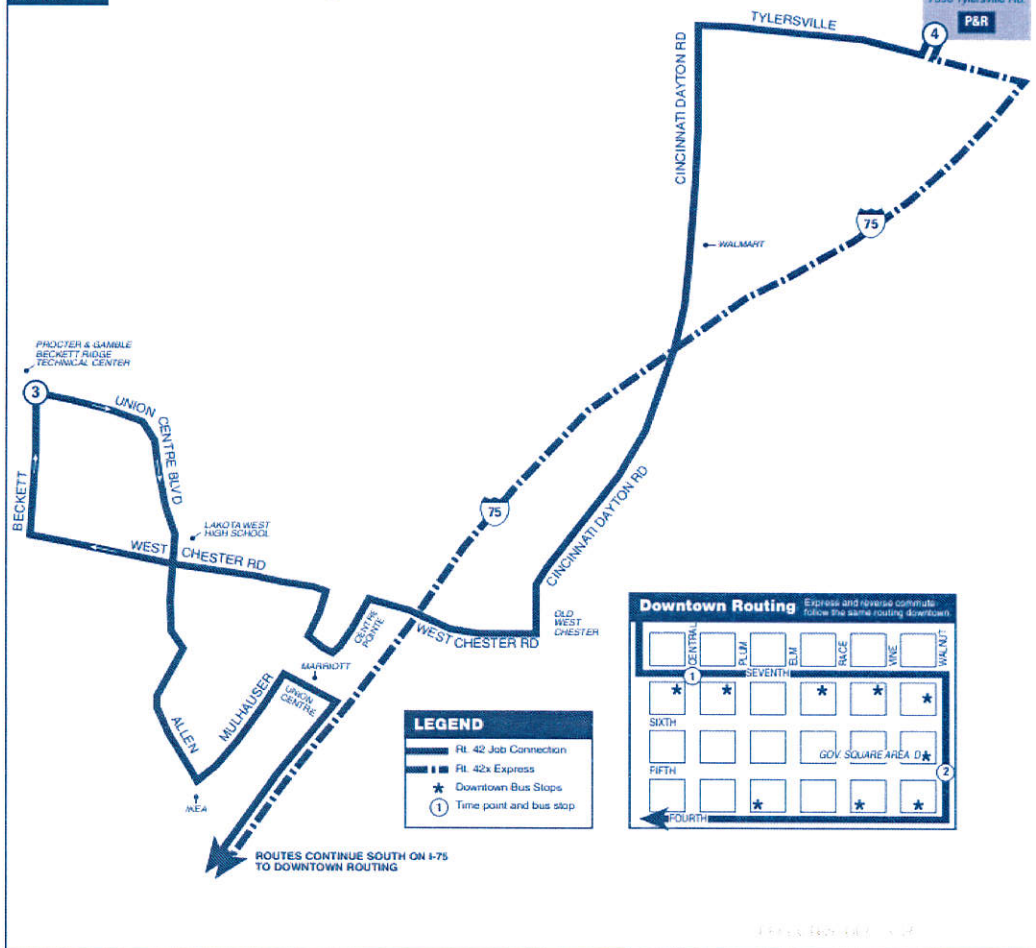 Tylersville Rd.
P&R
TYLERSVILLE
4
CINCINNATI DAYTON RD
75
WALMART
PROCTER & GAMBLE
BECKETT RIDGE
TECHNICAL CENTER
3
UNION CENTRE BLVD
BECKETT
LAKOTA WEST
HIGH SCHOOL
WEST CHESTER RD
75
CINCINNATI DAYTON RD
CENTRE
POINTE
WEST CHESTER RD
OLD
WEST
CHESTER
MARRIOTT
UNION
CENTRE
MULHAUSER
ALLEN
IKEA
ROUTES CONTINUE SOUTH ON I-75
TO DOWNTOWN ROUTING
LEGEND
Rt. 42 Job Connection
Rt. 42x Express
* Downtown Bus Stops
1 Time point and bus stop
Downtown Routing Express and reverse commute
follow the same routing downtown.
CENTRAL
PLUM
ELM
RACE
VINE
WALNUT
1
SEVENTH
SIXTH
GOV. SQUARE AREA D
FIFTH
2
FOURTH